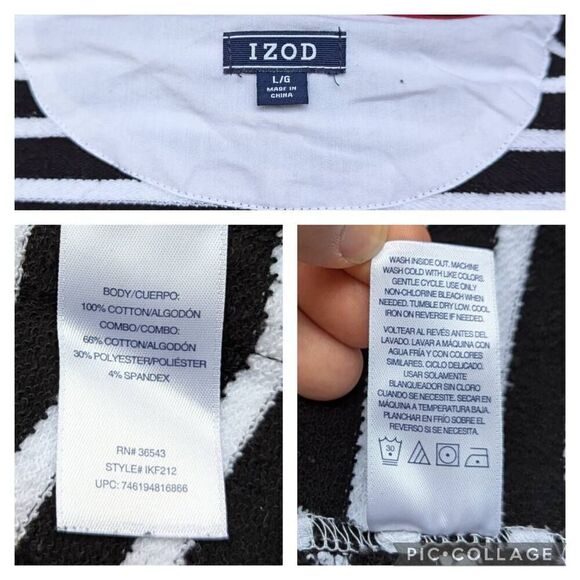 IZOD
L/G
MADE IN
CHINA
BODY/CUERPO:
100% COTTON/ALGODÓN
COMBO/COMBO:
66% COTTON/ALGODÓN
30% POLYESTER/POLIÉSTER
4% SPANDEX
RN# 36543
STYLE# IKF212
UPC: 746194816866
WASH INSIDE OUT. MACHINE
WASH COLD WITH LIKE COLORS.
GENTLE CYCLE. USE ONLY
NON-CHLORINE BLEACH WHEN
NEEDED. TUMBLE DRY LOW. COOL
IRON ON REVERSE IF NEEDED.
VOLTEAR AL REVÉS ANTES DEL
LAVADO. LAVAR A MÁQUINA CON
AGUA FRÍA Y CON COLORES
SIMILARES. CICLO DELICADO.
USAR SOLAMENTE
BLANQUEADOR SIN CLORO
CUANDO SE NECESITE. SECAR EN
MÁQUINA A TEMPERATURA BAJA.
PLANCHAR EN FRÍO SOBRE EL
REVERSO SI SE NECESITA.
30
PIC•COLLAGE